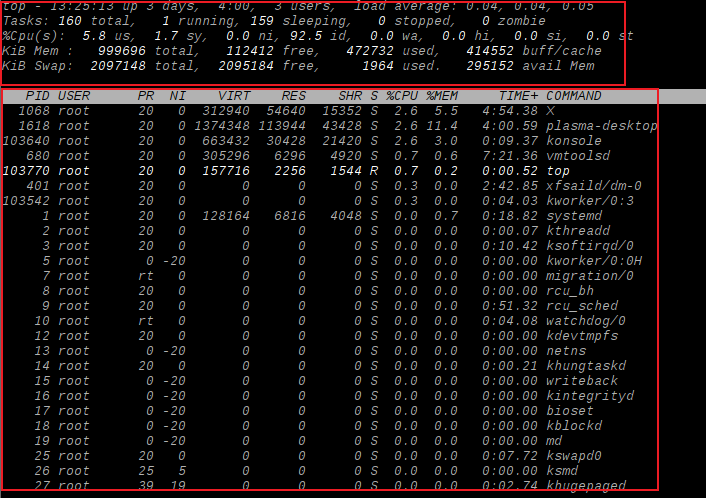 top - 13:25:13 up 3 days,  4:00,  3 users,  load average: 0.04, 0.04, 0.05
Tasks: 160 total,   1 running, 159 sleeping,   0 stopped,   0 zombie
%Cpu(s):  5.8 us,  1.7 sy,  0.0 ni, 92.5 id,  0.0 wa,  0.0 hi,  0.0 si,  0.0 st
KiB Mem :   999696 total,   112412 free,   472732 used,   414552 buff/cache
KiB Swap:  2097148 total,  2095184 free,     1964 used.   295152 avail Mem
PID USER PR NI VIRT RES SHR S %CPU %MEM TIME+ COMMAND
1068 root 20 0 312940 54640 15352 S 2.6 5.5 4:54.38 X
1618 root 20 0 1374348 113944 43428 S 2.6 11.4 4:00.59 plasma-desktop
103640 root 20 0 663432 30428 21420 S 2.6 3.0 0:09.37 konsole
680 root 20 0 305296 6296 4920 S 0.7 0.6 7:21.36 vmtoolsd
103770 root 20 0 157716 2256 1544 R 0.7 0.2 0:00.52 top
401 root 20 0 0 0 0 S 0.3 0.0 2:42.85 xfsaild/dm-0
103542 root 20 0 0 0 0 S 0.3 0.0 0:04.03 kworker/0:3
1 root 20 0 128164 6816 4048 S 0.0 0.7 0:18.82 systemd
2 root 20 0 0 0 0 S 0.0 0.0 0:00.07 kthreadd
3 root 20 0 0 0 0 S 0.0 0.0 0:10.42 ksoftirqd/0
5 root 0 -20 0 0 0 S 0.0 0.0 0:00.00 kworker/0:0H
7 root rt 0 0 0 0 S 0.0 0.0 0:00.00 migration/0
8 root 20 0 0 0 0 S 0.0 0.0 0:00.00 rcu_bh
9 root 20 0 0 0 0 S 0.0 0.0 0:51.32 rcu_sched
10 root rt 0 0 0 0 S 0.0 0.0 0:04.08 watchdog/0
12 root 20 0 0 0 0 S 0.0 0.0 0:00.00 kdevtmpfs
13 root 0 -20 0 0 0 S 0.0 0.0 0:00.00 netns
14 root 20 0 0 0 0 S 0.0 0.0 0:00.21 khungtaskd
15 root 0 -20 0 0 0 S 0.0 0.0 0:00.00 writeback
16 root 0 -20 0 0 0 S 0.0 0.0 0:00.00 kintegrityd
17 root 0 -20 0 0 0 S 0.0 0.0 0:00.00 bioset
18 root 0 -20 0 0 0 S 0.0 0.0 0:00.00 kblockd
19 root 0 -20 0 0 0 S 0.0 0.0 0:00.00 md
25 root 20 0 0 0 0 S 0.0 0.0 0:07.72 kswapd0
26 root 25 5 0 0 0 S 0.0 0.0 0:00.00 ksmd
27 root 39 19 0 0 0 S 0.0 0.0 0:02.74 khugepaged